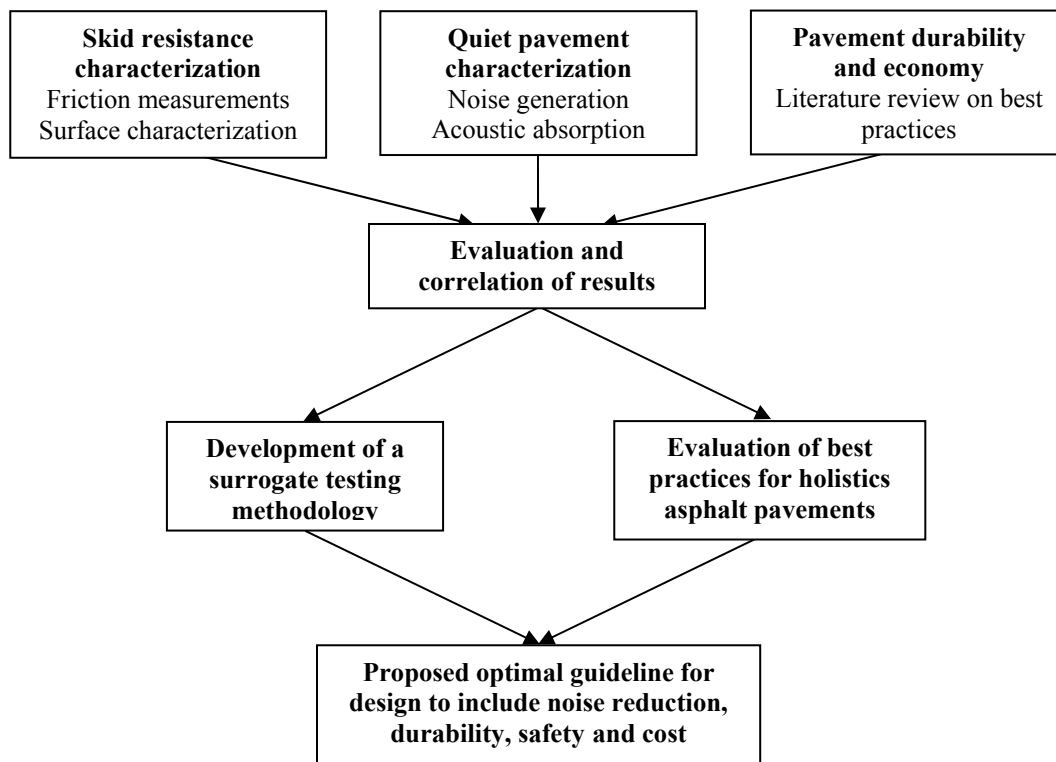 Skid resistance
characterization
Friction measurements
Surface characterization
Quiet pavement
characterization
Noise generation
Acoustic absorption
Pavement durability
and economy
Literature review on best
practices
Evaluation and
correlation of results
Development of a
surrogate testing
methodology
Evaluation of best
practices for holistics
asphalt pavements
Proposed optimal guideline for
design to include noise reduction,
durability, safety and cost